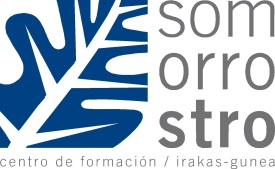 som
orro
stro
centro de formación / irakas-gunea